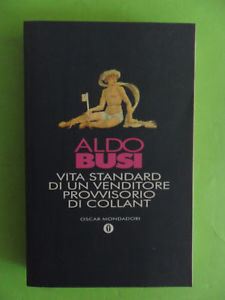 ALDO
BUSI
VITA STANDARD
DI UN VENDITORE
PROVVISORIO
DI COLLANT
OSCAR MONDADORI